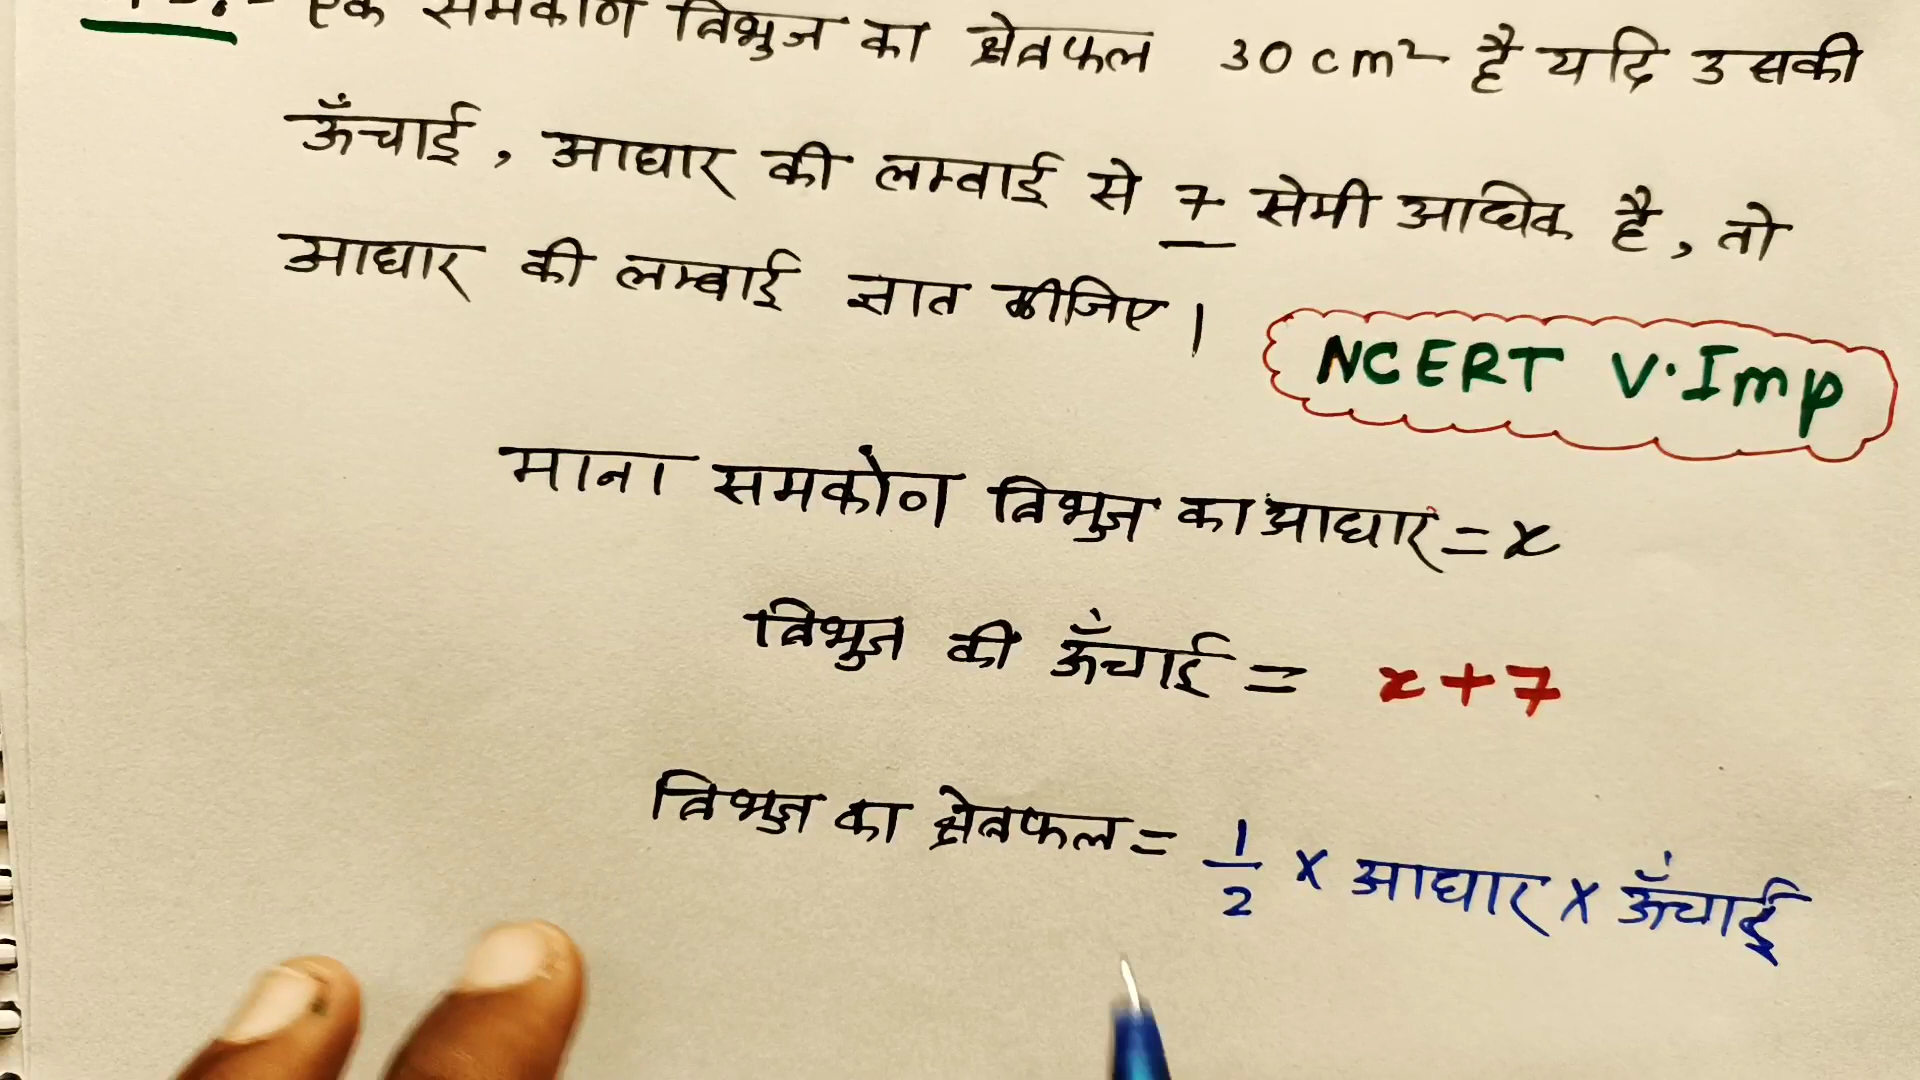 एक समकोण त्रिभुज का क्षेत्रफल 30 cm² है यदि उसकी
ऊँचाई, आधार की लम्बाई से 7 सेमी अधिक है, तो
आधार की लम्बाई ज्ञात कीजिए।
NCERT V.Imp
माना समकोण त्रिभुज का आधार = x
त्रिभुज की ऊँचाई = x+7
त्रिभुज का क्षेत्रफल = 1/2 × आधार × ऊँचाई